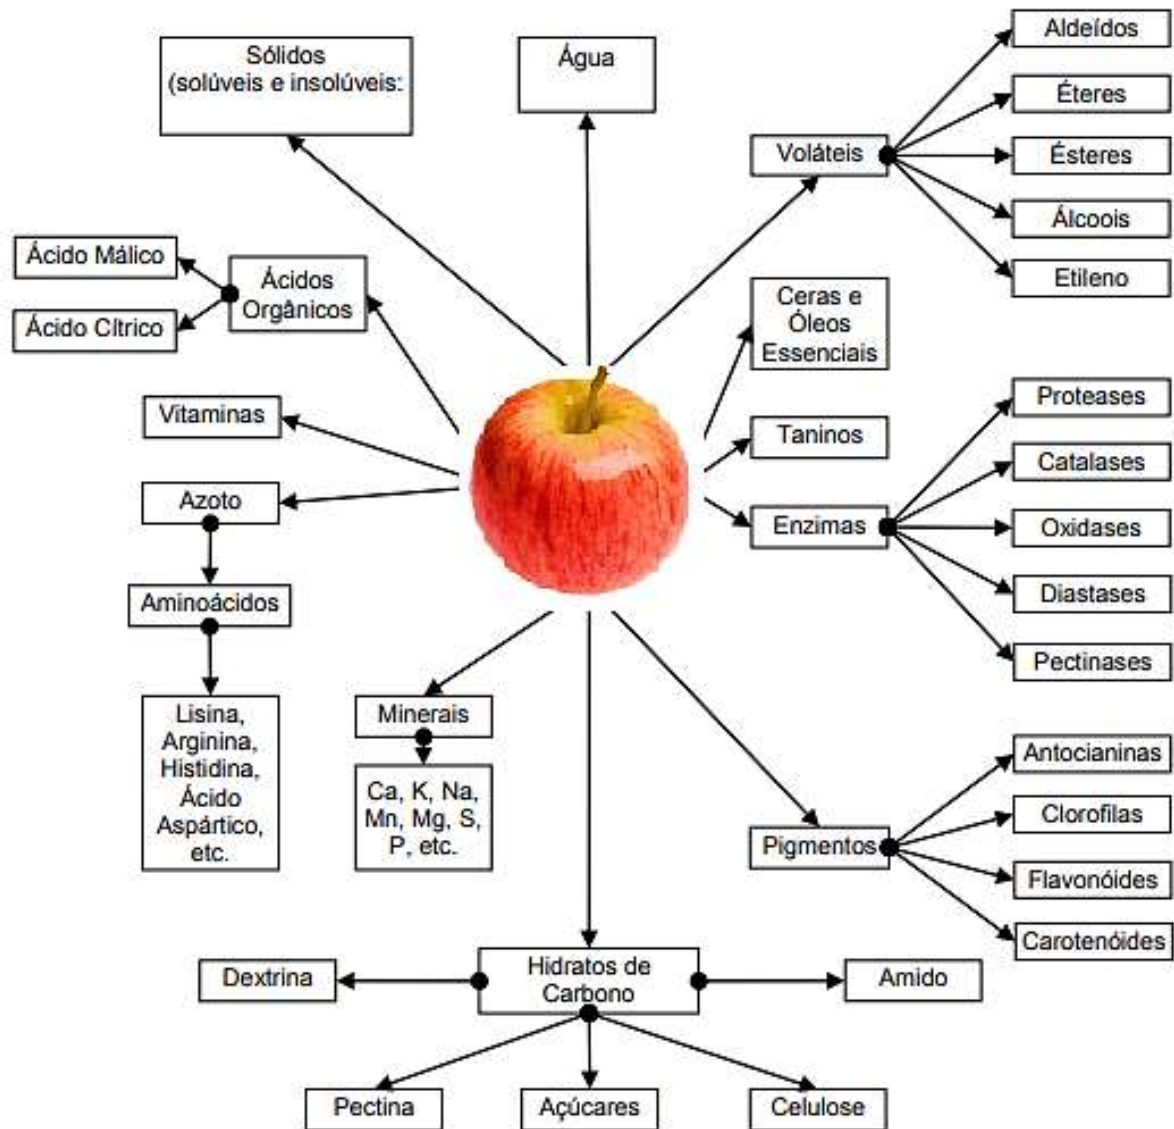 Sólidos
(solúveis e insolúveis:
Água
Voláteis
Aldeídos
Éteres
Ésteres
Álcoois
Etileno
Ácidos
Orgânicos
Ácido Málico
Ácido Cítrico
Ceras e
Óleos
Essenciais
Vitaminas
Taninos
Azoto
Enzimas
Proteases
Catalases
Oxidases
Diastases
Pectinases
Aminoácidos
Lisina,
Arginina,
Histidina,
Ácido
Aspártico,
etc.
Minerais
Ca, K, Na,
Mn, Mg, S,
P, etc.
Pigmentos
Antocianinas
Clorofilas
Flavonóides
Carotenóides
Hidratos de
Carbono
Dextrina
Amido
Pectina
Açúcares
Celulose